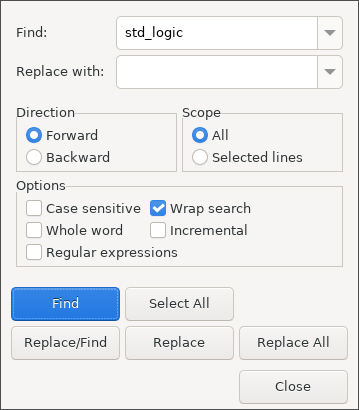 Find: std_logic
Replace with:
Direction Scope
Forward All
Backward Selected lines
Options
Case sensitive Wrap search
Whole word Incremental
Regular expressions
Find Select All
Replace/Find Replace Replace All
Close